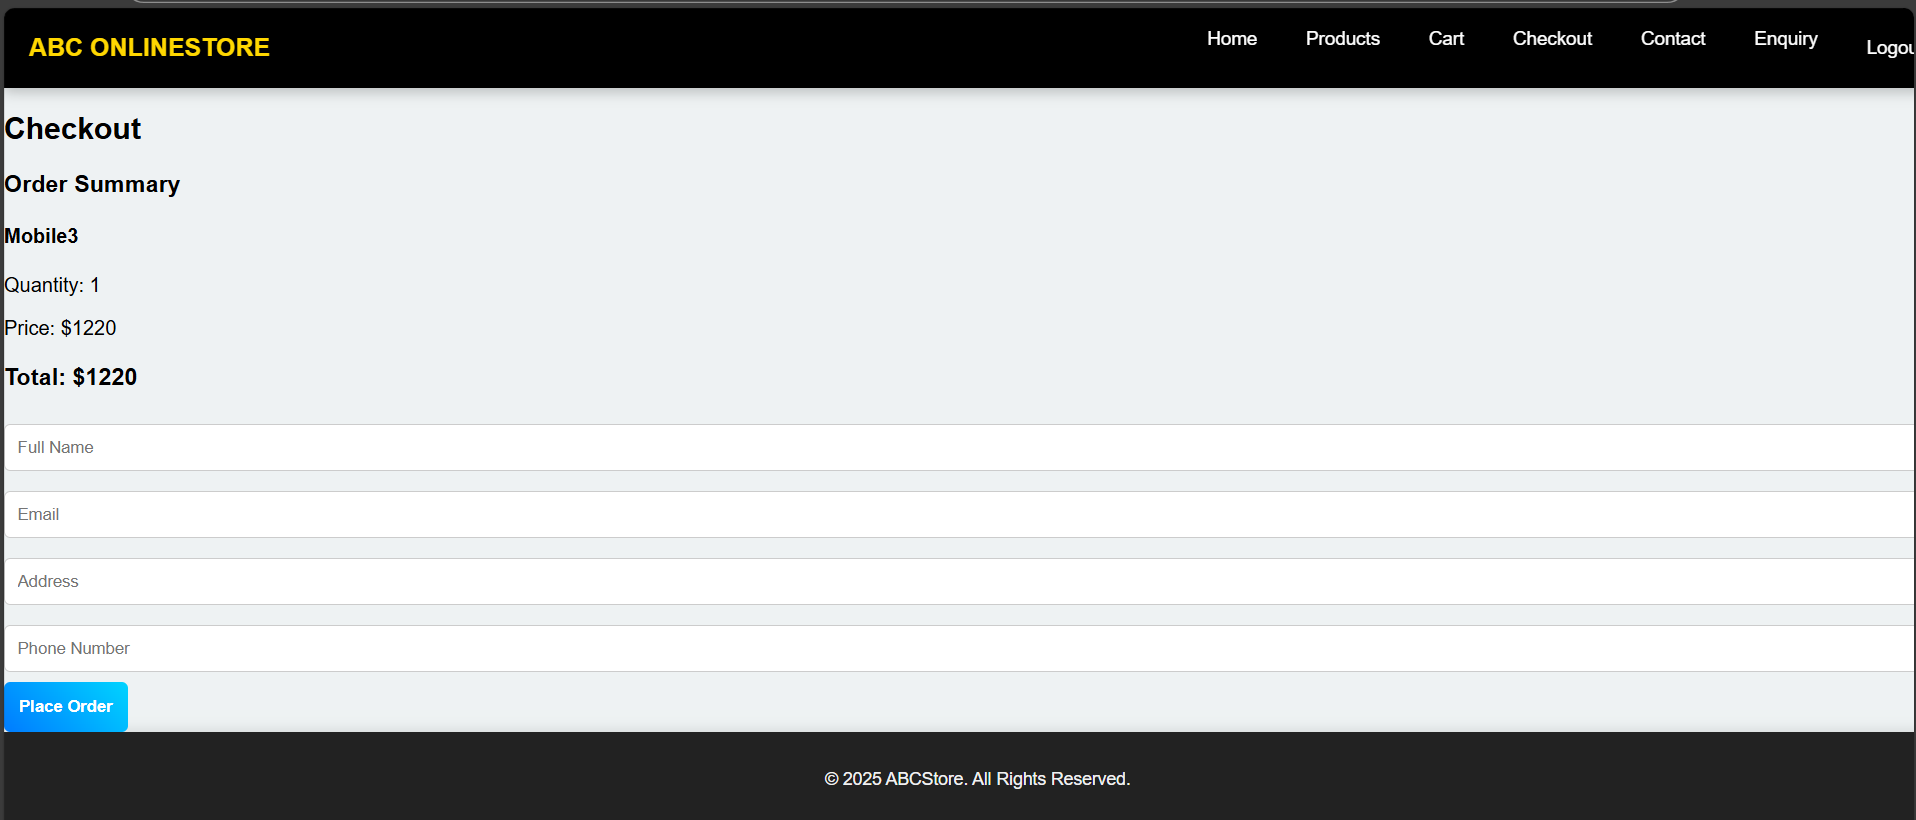 ABC ONLINESTORE
Home Products Cart Checkout Contact Enquiry Logou
Checkout
Order Summary
Mobile3
Quantity: 1
Price: $1220
Total: $1220
Full Name
Email
Address
Phone Number
Place Order
© 2025 ABCStore. All Rights Reserved.